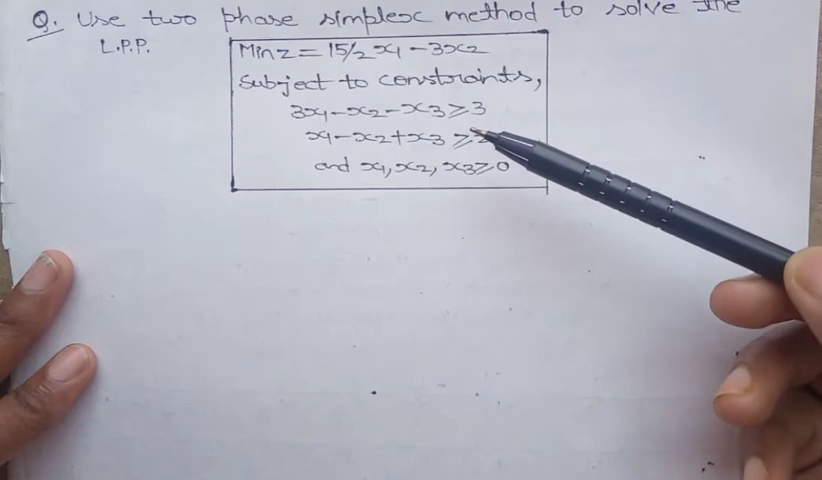 Q. Use two phase simplex method to solve the
L.P.P.
Min z = 15/2 x1 - 3x2
Subject to constraints,
3x1 - x2 - x3 ≥ 3
x1 - x2 + x3 ≥ 2
and x1, x2, x3 ≥ 0